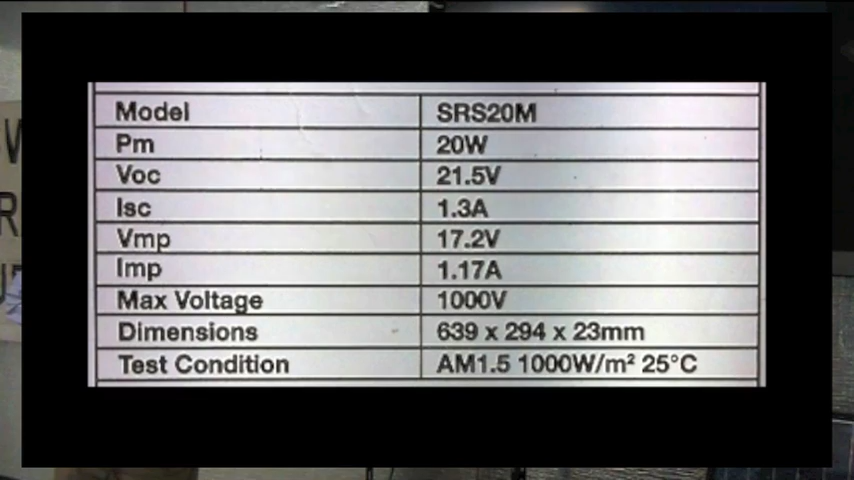 Model SRS20M
Pm 20W
Voc 21.5V
Isc 1.3A
Vmp 17.2V
Imp 1.17A
Max Voltage 1000V
Dimensions 639 x 294 x 23mm
Test Condition AM1.5 1000W/m² 25°C